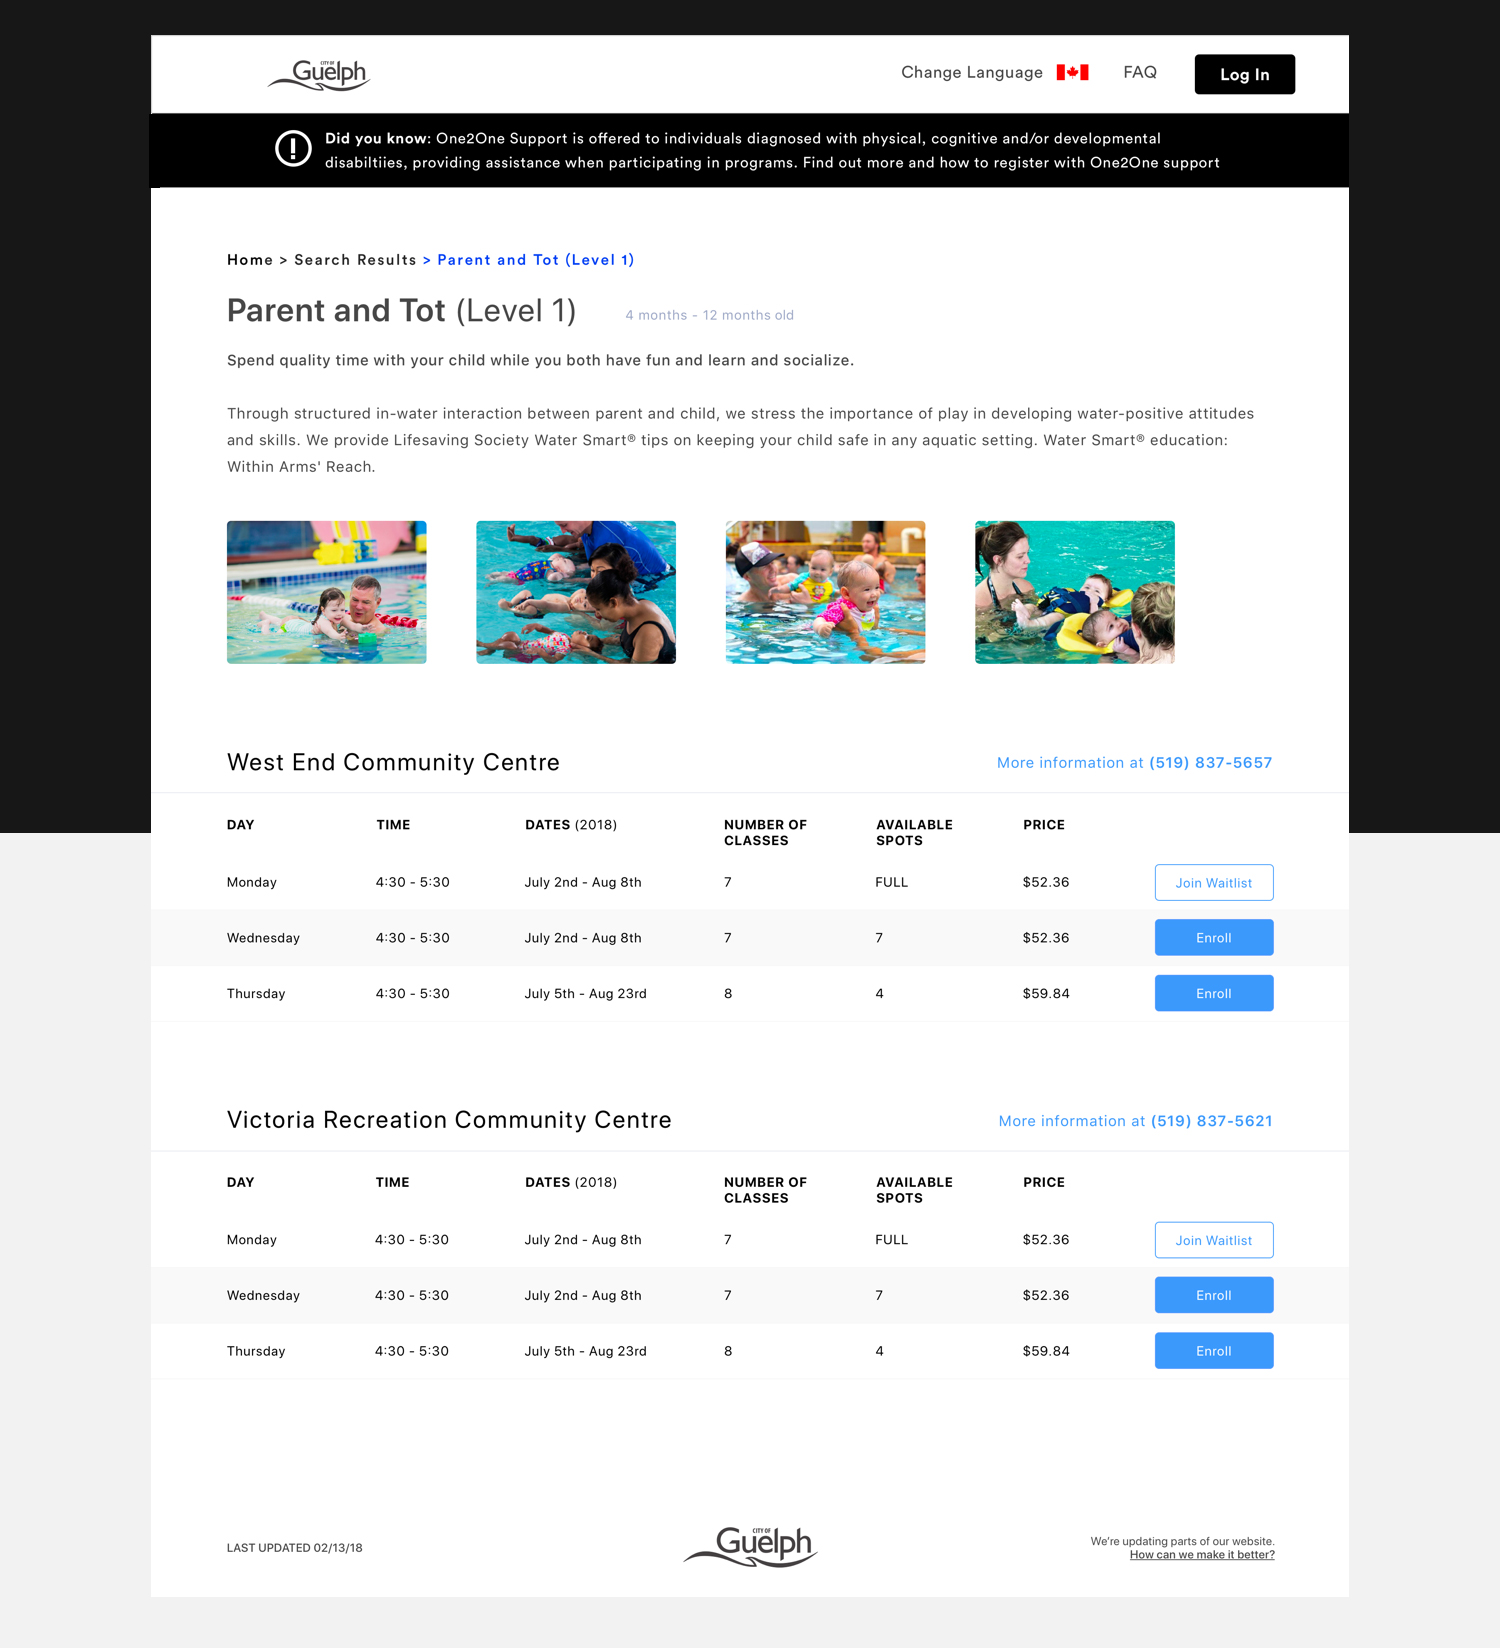 CITY OF
Guelph
Change Language
FAQ
Log In
Did you know: One2One Support is offered to individuals diagnosed with physical, cognitive and/or developmental
disabiltiies, providing assistance when participating in programs. Find out more and how to register with One2One support
Home > Search Results > Parent and Tot (Level 1)
Parent and Tot (Level 1) 4 months - 12 months old
Spend quality time with your child while you both have fun and learn and socialize.
Through structured in-water interaction between parent and child, we stress the importance of play in developing water-positive attitudes
and skills. We provide Lifesaving Society Water Smart® tips on keeping your child safe in any aquatic setting. Water Smart® education:
Within Arms' Reach.
West End Community Centre More information at (519) 837-5657
DAY TIME DATES (2018) NUMBER OF CLASSES AVAILABLE SPOTS PRICE
Monday 4:30 - 5:30 July 2nd - Aug 8th 7 FULL $52.36 Join Waitlist
Wednesday 4:30 - 5:30 July 2nd - Aug 8th 7 7 $52.36 Enroll
Thursday 4:30 - 5:30 July 5th - Aug 23rd 8 4 $59.84 Enroll
Victoria Recreation Community Centre More information at (519) 837-5621
DAY TIME DATES (2018) NUMBER OF CLASSES AVAILABLE SPOTS PRICE
Monday 4:30 - 5:30 July 2nd - Aug 8th 7 FULL $52.36 Join Waitlist
Wednesday 4:30 - 5:30 July 2nd - Aug 8th 7 7 $52.36 Enroll
Thursday 4:30 - 5:30 July 5th - Aug 23rd 8 4 $59.84 Enroll
LAST UPDATED 02/13/18
CITY OF
Guelph
We're updating parts of our website.
How can we make it better?